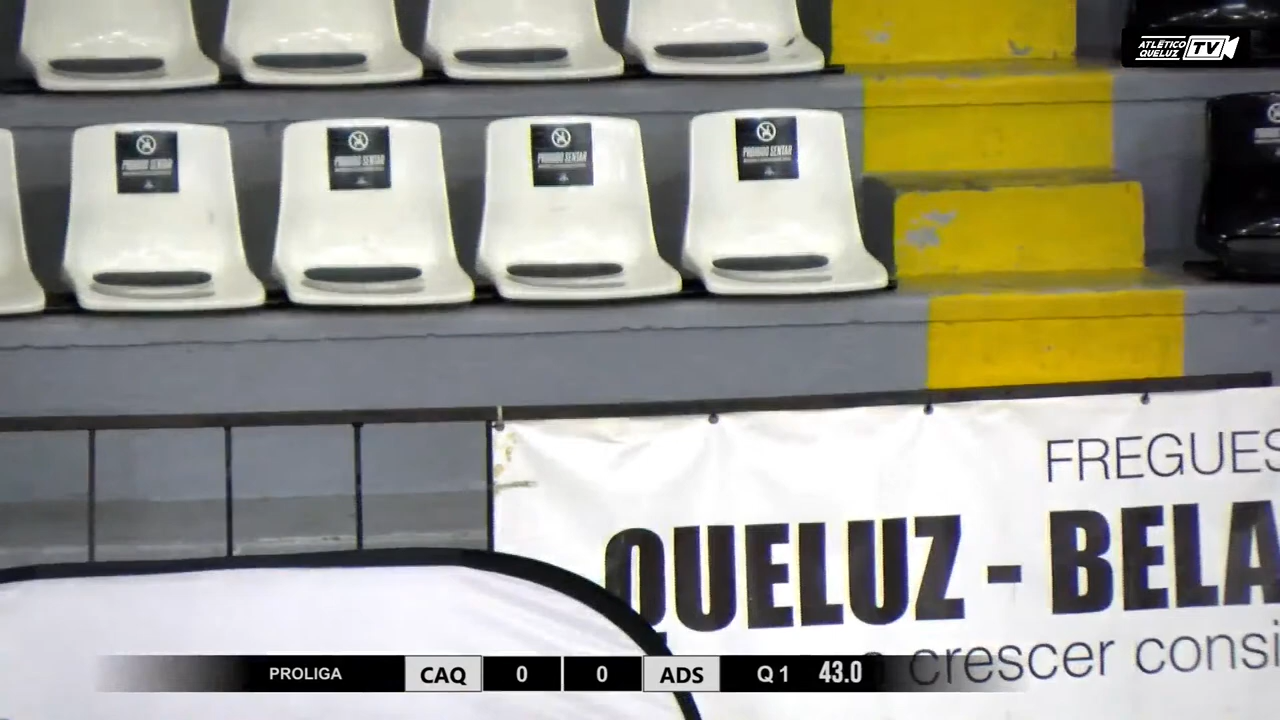 ATLÉTICO
QUELUZ TV
PROIBIDO SENTAR
PROIBIDO SENTAR
PROIBIDO SENTAR
PROIBIDO SENTAR
FREGUES
QUELUZ - BELA
crescer consi
PROLIGA CAQ 0 0 ADS Q 1 43.0